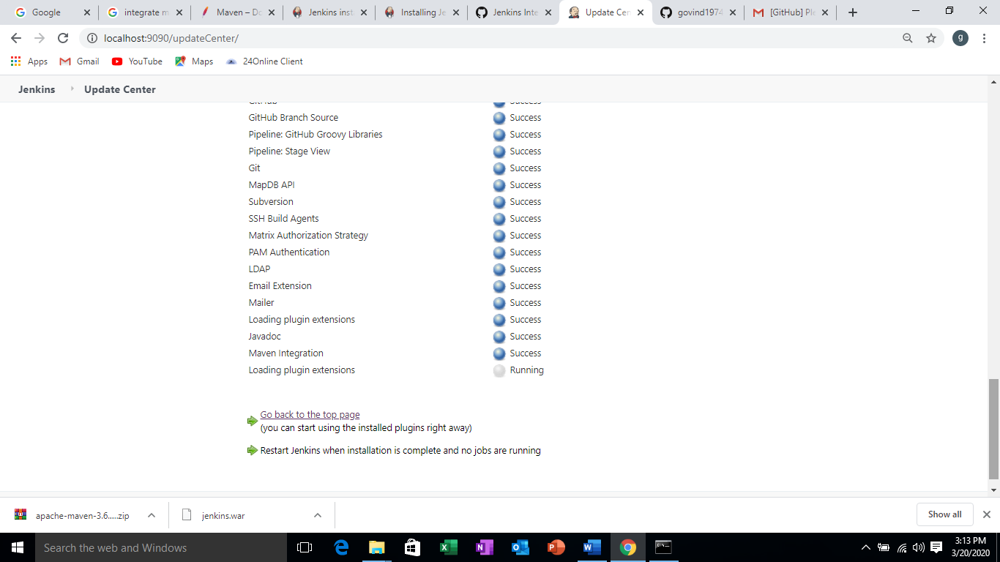 Google
integrate m
Maven – Do
Jenkins inst
Installing Je
Jenkins Inte
Update Cen
govind1974
[GitHub] Ple
localhost:9090/updateCenter/
g
Apps
Gmail
YouTube
Maps
24Online Client
Jenkins
Update Center
GitHub Success
GitHub Branch Source Success
Pipeline: GitHub Groovy Libraries Success
Pipeline: Stage View Success
Git Success
MapDB API Success
Subversion Success
SSH Build Agents Success
Matrix Authorization Strategy Success
PAM Authentication Success
LDAP Success
Email Extension Success
Mailer Success
Loading plugin extensions Success
Javadoc Success
Maven Integration Success
Loading plugin extensions Running
Go back to the top page
(you can start using the installed plugins right away)
Restart Jenkins when installation is complete and no jobs are running
apache-maven-3.6.....zip
jenkins.war
Show all
Search the web and Windows
3:13 PM
3/20/2020